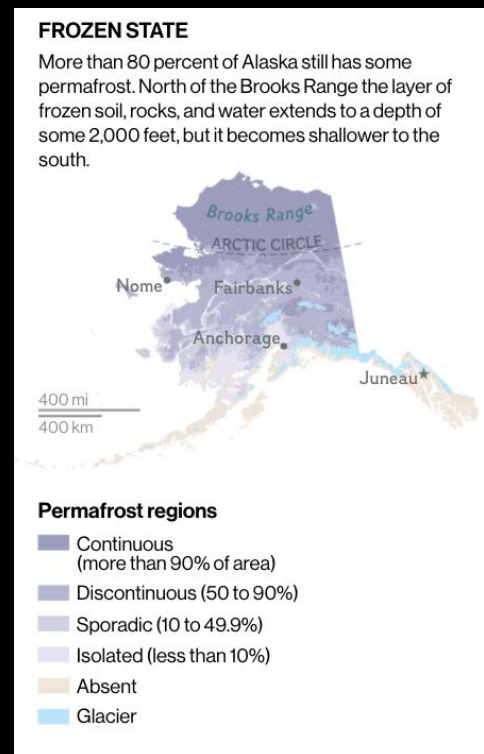 FROZEN STATE
More than 80 percent of Alaska still has some
permafrost. North of the Brooks Range the layer of
frozen soil, rocks, and water extends to a depth of
some 2,000 feet, but it becomes shallower to the
south.
Brooks Range
ARCTIC CIRCLE
Nome
Fairbanks
Anchorage
Juneau
400 mi
400 km
Permafrost regions
Continuous
(more than 90% of area)
Discontinuous (50 to 90%)
Sporadic (10 to 49.9%)
Isolated (less than 10%)
Absent
Glacier